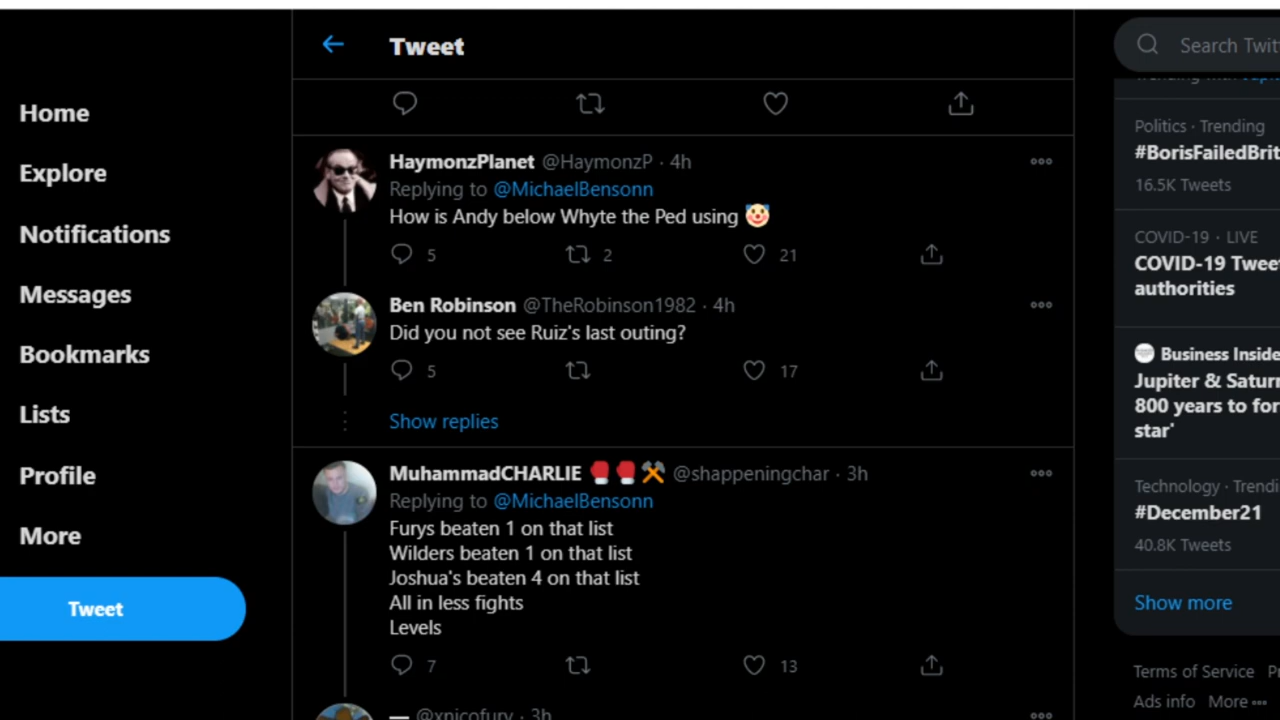 Tweet
Search Twit
Home
Explore
Notifications
Messages
Bookmarks
Lists
Profile
More
Tweet
HaymonzPlanet @HaymonzP · 4h
Replying to @MichaelBensonn
How is Andy below Whyte the Ped using 🤡
5 2 21
Ben Robinson @TheRobinson1982 · 4h
Did you not see Ruiz's last outing?
5 17
Show replies
MuhammadCHARLIE 🥊🥊⚒️ @shappeningchar · 3h
Replying to @MichaelBensonn
Furys beaten 1 on that list
Wilders beaten 1 on that list
Joshua's beaten 4 on that list
All in less fights
Levels
7 13
@xnicofury · 3h
Trending with
Politics · Trending
#BorisFailedBrit
16.5K Tweets
COVID-19 · LIVE
COVID-19 Twee
authorities
Business Inside
Jupiter & Saturn
800 years to for
star'
Technology · Trendi
#December21
40.8K Tweets
Show more
Terms of Service
Ads info More